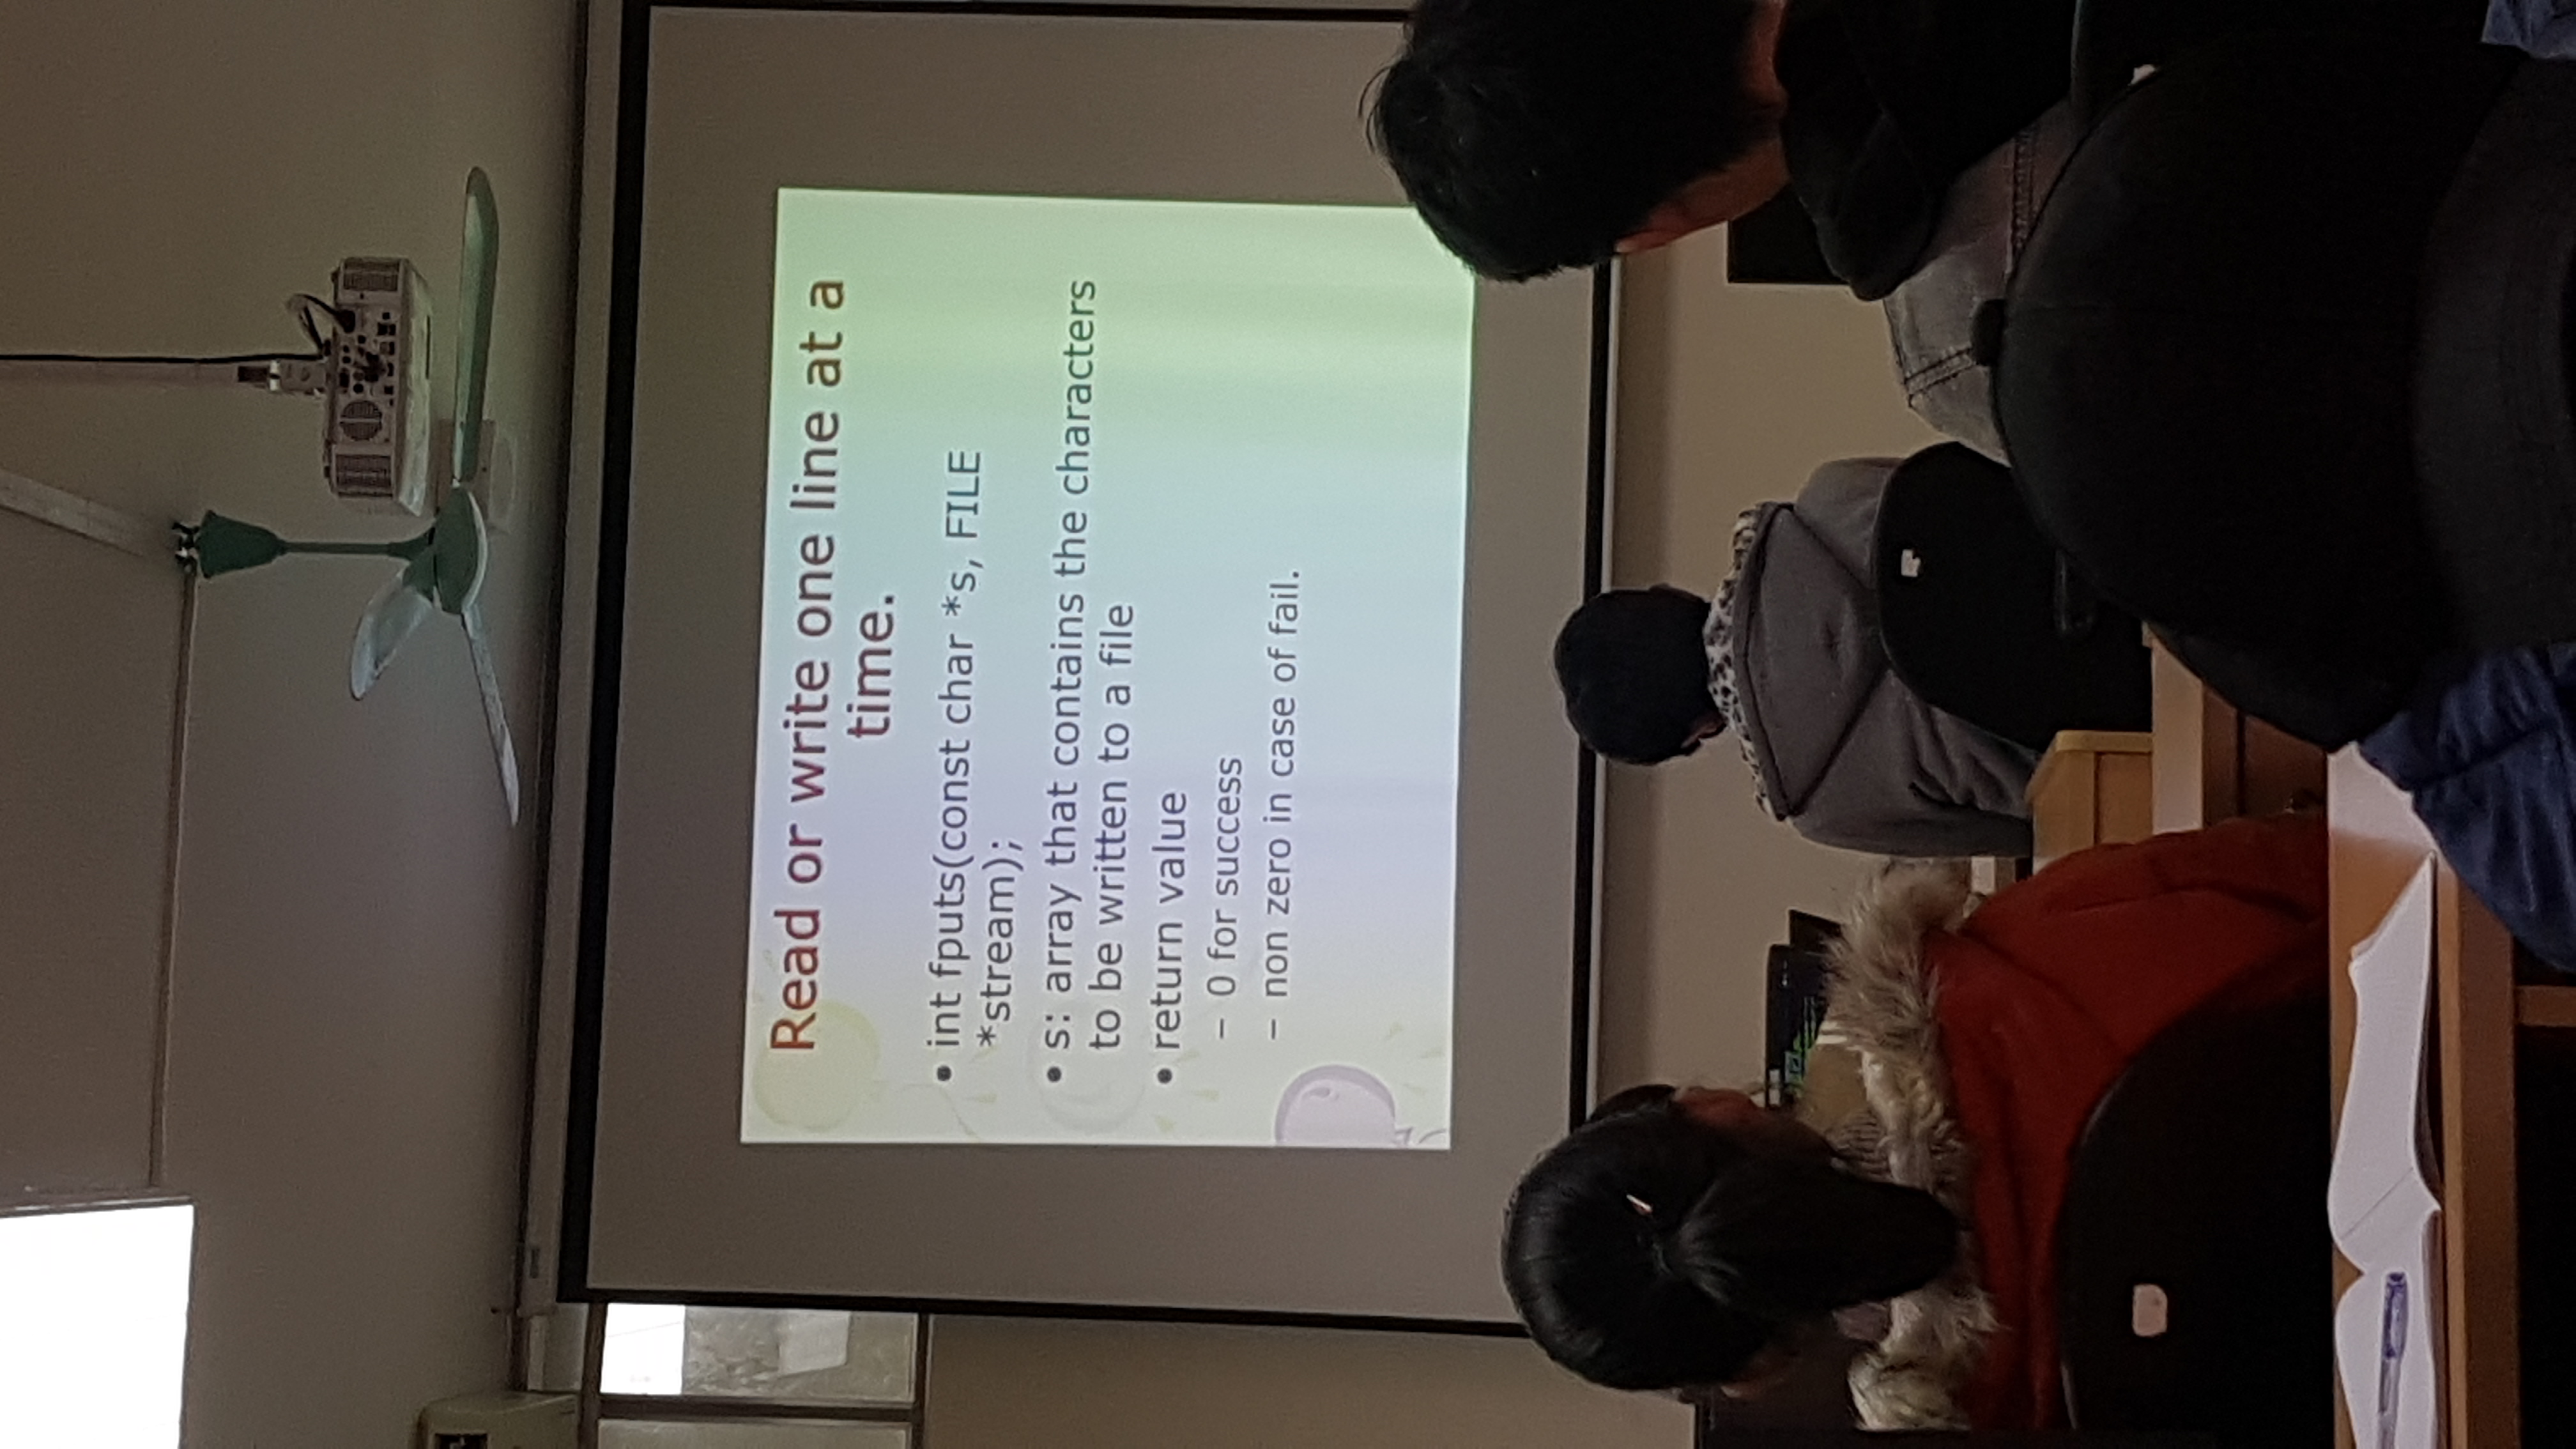 Read or write one line at a
time.
• int fputs(const char *s, FILE
*stream);
• s: array that contains the characters
to be written to a file
• return value
– 0 for success
– non zero in case of fail.